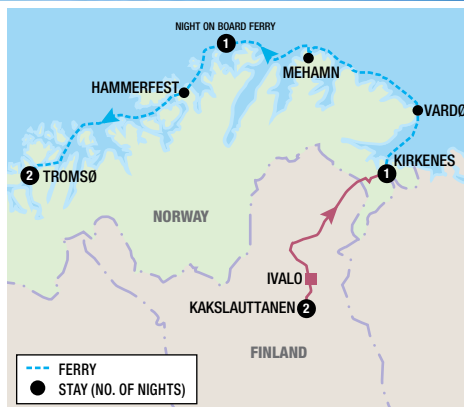 NIGHT ON BOARD FERRY
1
MEHAMN
HAMMERFEST
VARDØ
KIRKENES
1
2 TROMSØ
NORWAY
IVALO
KAKSLAUTTANEN 2
FINLAND
FERRY
STAY (NO. OF NIGHTS)